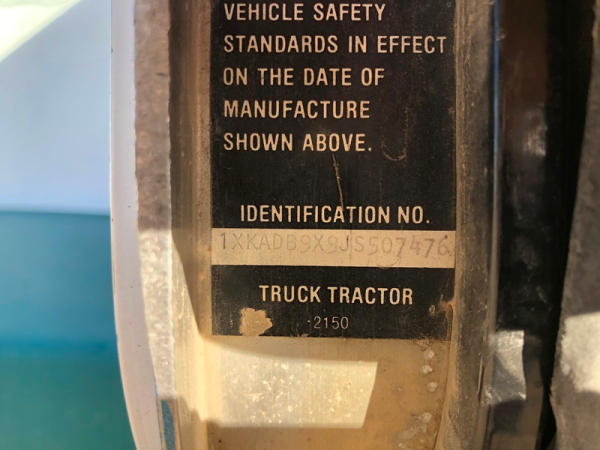 VEHICLE SAFETY
STANDARDS IN EFFECT
ON THE DATE OF
MANUFACTURE
SHOWN ABOVE.
IDENTIFICATION NO.
1XKADB9X9JS507476
TRUCK TRACTOR
-2150